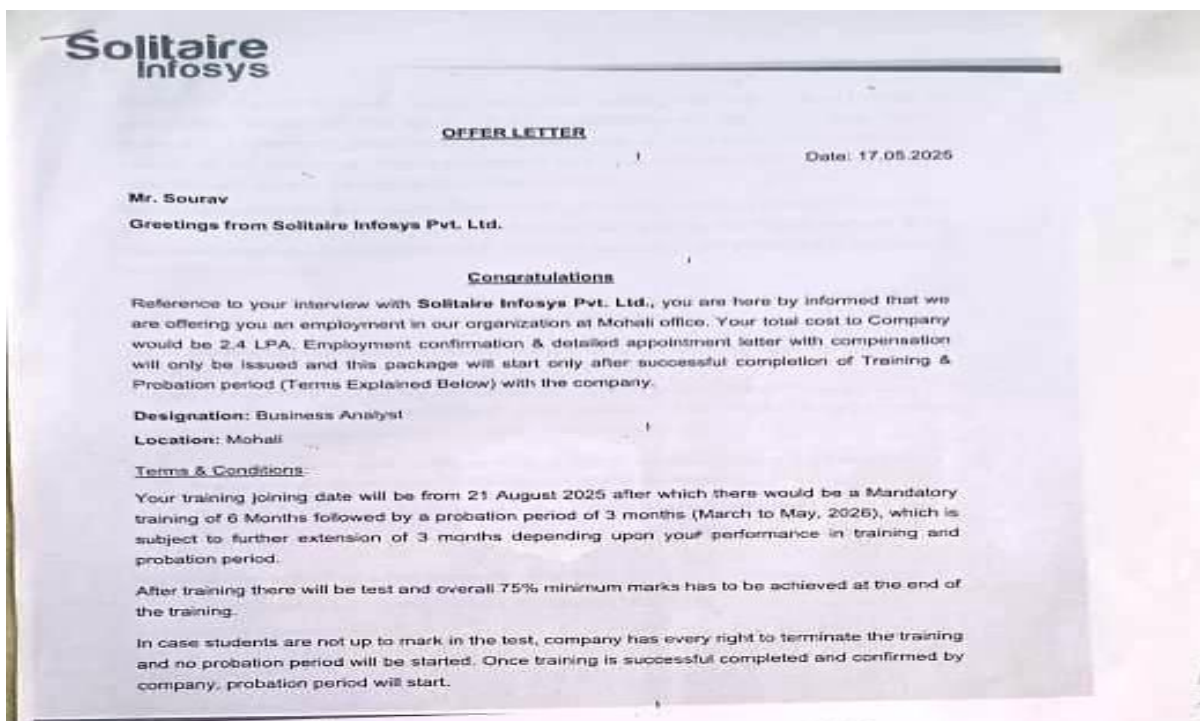 Solitaire
Infosys
OFFER LETTER
Date: 17.05.2025
Mr. Sourav
Greetings from Solitaire Infosys Pvt. Ltd.
Congratulations
Reference to your interview with Solitaire Infosys Pvt. Ltd., you are here by informed that we
are offering you an employment in our organization at Mohali office. Your total cost to Company
would be 2.4 LPA. Employment confirmation & detailed appointment letter with compensation
will only be issued and this package will start only after successful completion of Training &
Probation period (Terms Explained Below) with the company.
Designation: Business Analyst
Location: Mohali
Terms & Conditions
Your training joining date will be from 21 August 2025 after which there would be a Mandatory
training of 6 Months followed by a probation period of 3 months (March to May, 2026), which is
subject to further extension of 3 months depending upon your performance in training and
probation period.
After training there will be test and overall 75% minimum marks has to be achieved at the end of
the training.
In case students are not up to mark in the test, company has every right to terminate the training
and no probation period will be started. Once training is successful completed and confirmed by
company, probation period will start.